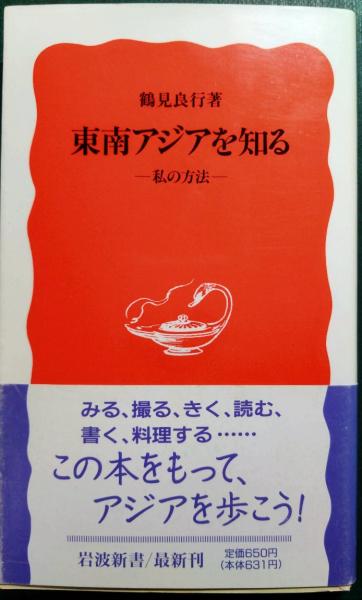 鶴見良行著
東南アジアを知る
―私の方法―
みる、撮る、きく、読む、
書く、料理する……
この本をもって、
アジアを歩こう!
岩波新書/最新刊
定価650円
(本体631円)